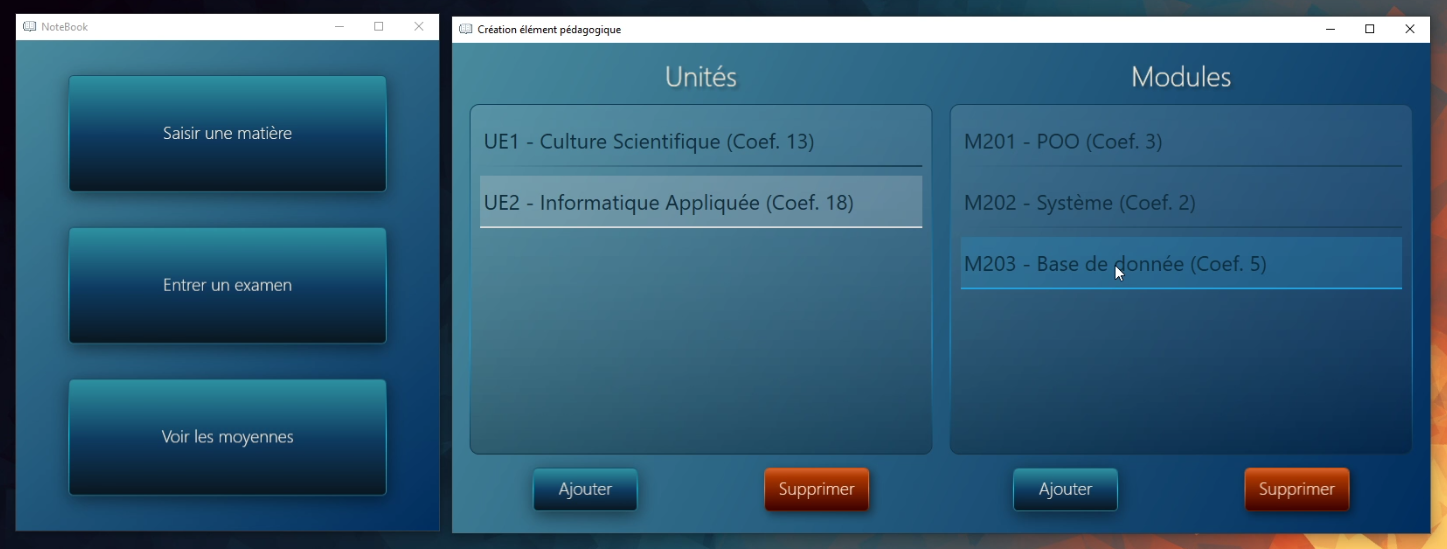 NoteBook
Saisir une matière
Entrer un examen
Voir les moyennes
Création élément pédagogique
Unités
UE1 - Culture Scientifique (Coef. 13)
UE2 - Informatique Appliquée (Coef. 18)
Ajouter
Supprimer
Modules
M201 - POO (Coef. 3)
M202 - Système (Coef. 2)
M203 - Base de donnée (Coef. 5)
Ajouter
Supprimer